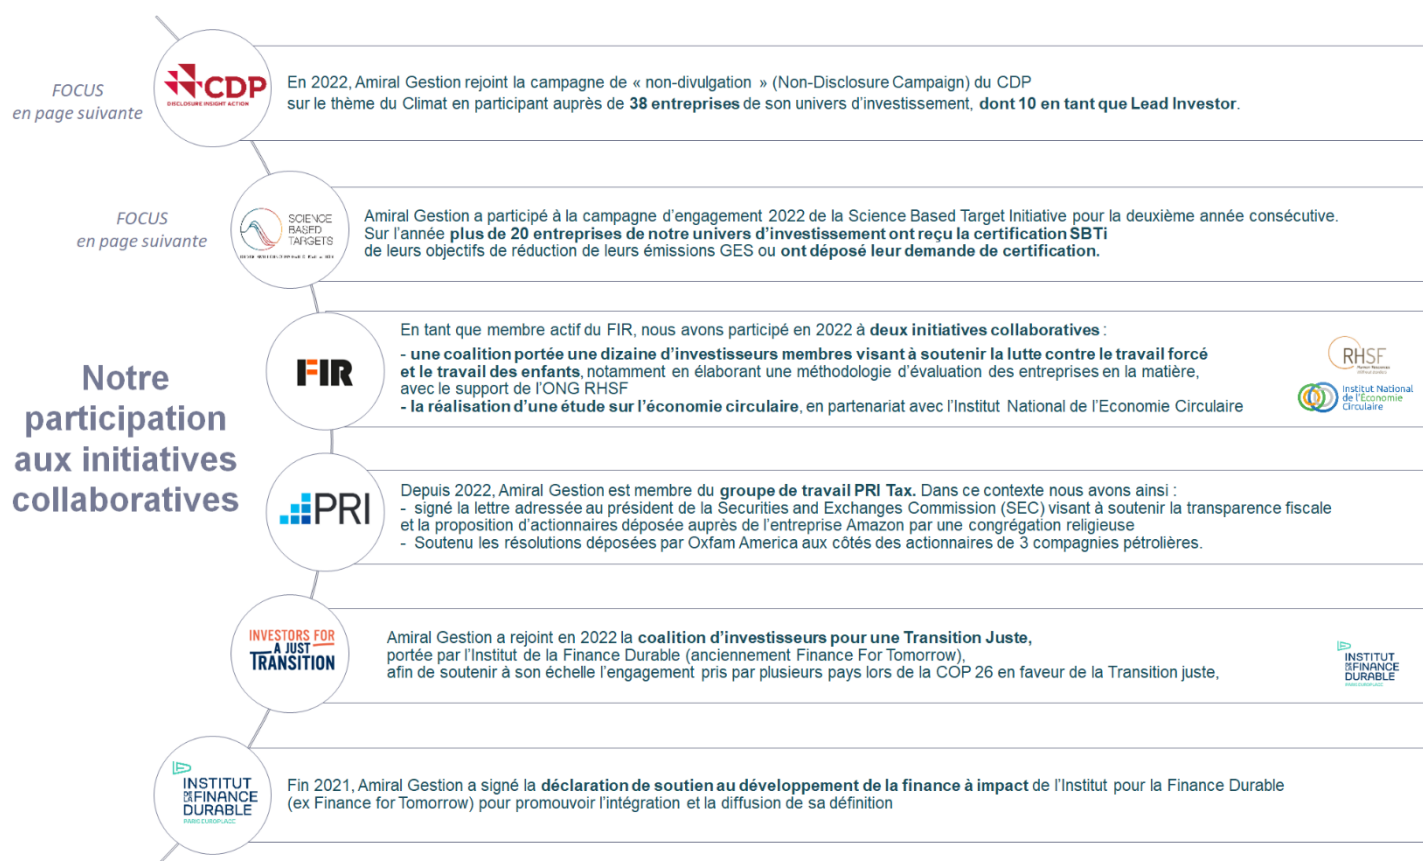 FOCUS
en page suivante
CDP
DISCLOSURE INSIGHT ACTION
En 2022, Amiral Gestion rejoint la campagne de « non-divulgation » (Non-Disclosure Campaign) du CDP
sur le thème du Climat en participant auprès de 38 entreprises de son univers d'investissement, dont 10 en tant que Lead Investor.
FOCUS
en page suivante
SCIENCE
BASED
TARGETS
Amiral Gestion a participé à la campagne d'engagement 2022 de la Science Based Target Initiative pour la deuxième année consécutive.
Sur l'année plus de 20 entreprises de notre univers d'investissement ont reçu la certification SBTi
de leurs objectifs de réduction de leurs émissions GES ou ont déposé leur demande de certification.
Notre
participation
aux initiatives
collaboratives
FIR
En tant que membre actif du FIR, nous avons participé en 2022 à deux initiatives collaboratives :
- une coalition portée une dizaine d'investisseurs membres visant à soutenir la lutte contre le travail forcé
et le travail des enfants, notamment en élaborant une méthodologie d'évaluation des entreprises en la matière,
avec le support de l'ONG RHSF
- la réalisation d'une étude sur l'économie circulaire, en partenariat avec l'Institut National de l'Economie Circulaire
RHSF
Institut National
de l'Économie
Circulaire
PRI
Depuis 2022, Amiral Gestion est membre du groupe de travail PRI Tax. Dans ce contexte nous avons ainsi :
- signé la lettre adressée au président de la Securities and Exchanges Commission (SEC) visant à soutenir la transparence fiscale
et la proposition d'actionnaires déposée auprès de l'entreprise Amazon par une congrégation religieuse
- Soutenu les résolutions déposées par Oxfam America aux côtés des actionnaires de 3 compagnies pétrolières.
INVESTORS FOR
A JUST
TRANSITION
Amiral Gestion a rejoint en 2022 la coalition d'investisseurs pour une Transition Juste,
portée par l'Institut de la Finance Durable (anciennement Finance For Tomorrow),
afin de soutenir à son échelle l'engagement pris par plusieurs pays lors de la COP 26 en faveur de la Transition juste,
INSTITUT
DE LA FINANCE
DURABLE
PARIS EUROPLACE
INSTITUT
DE LA FINANCE
DURABLE
PARIS EUROPLACE
Fin 2021, Amiral Gestion a signé la déclaration de soutien au développement de la finance à impact de l'Institut pour la Finance Durable
(ex Finance for Tomorrow) pour promouvoir l'intégration et la diffusion de sa définition